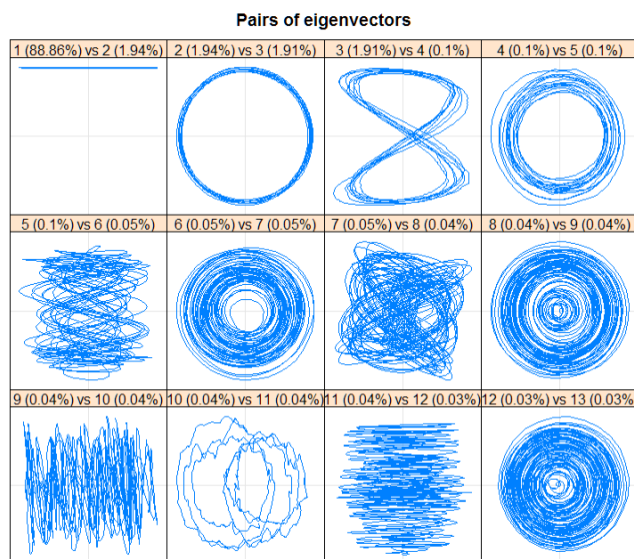 Pairs of eigenvectors
1 (88.86%) vs 2 (1.94%)
2 (1.94%) vs 3 (1.91%)
3 (1.91%) vs 4 (0.1%)
4 (0.1%) vs 5 (0.1%)
5 (0.1%) vs 6 (0.05%)
6 (0.05%) vs 7 (0.05%)
7 (0.05%) vs 8 (0.04%)
8 (0.04%) vs 9 (0.04%)
9 (0.04%) vs 10 (0.04%)
10 (0.04%) vs 11 (0.04%)
11 (0.04%) vs 12 (0.03%)
12 (0.03%) vs 13 (0.03%